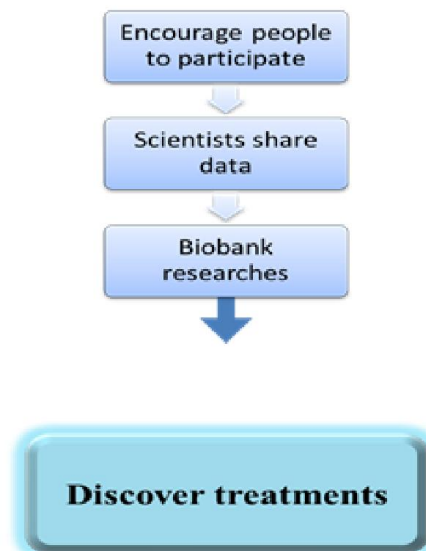 Encourage people
to participate
Scientists share
data
Biobank
researches
Discover treatments